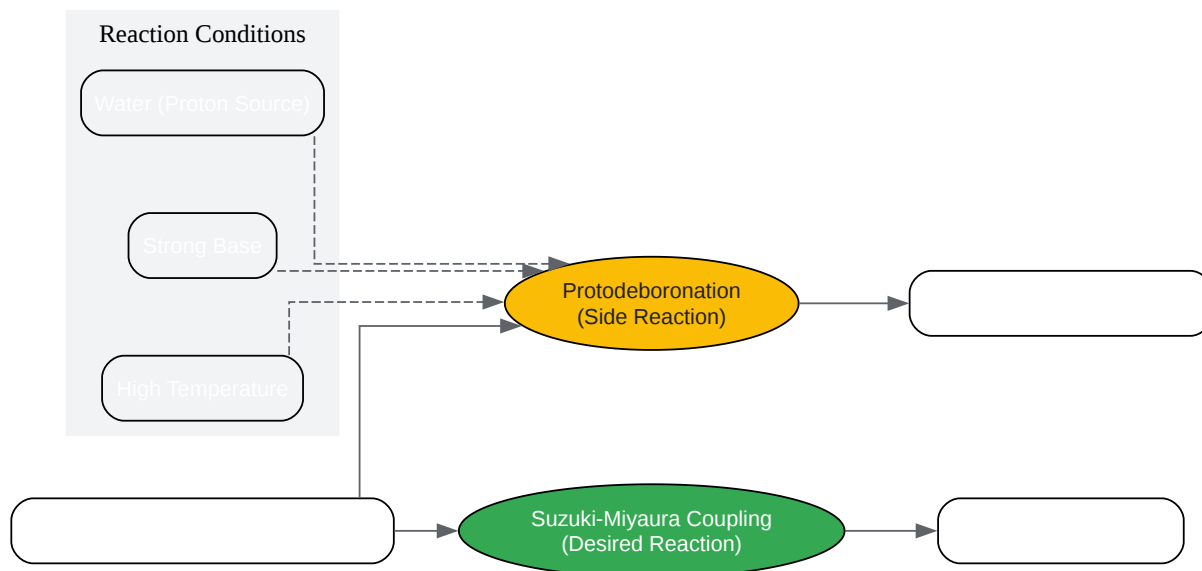 Reaction Conditions
Water (Proton Source)
Strong Base
Protodeboronation
(Side Reaction)
High Temperature
Suzuki-Miyaura Coupling
(Desired Reaction)